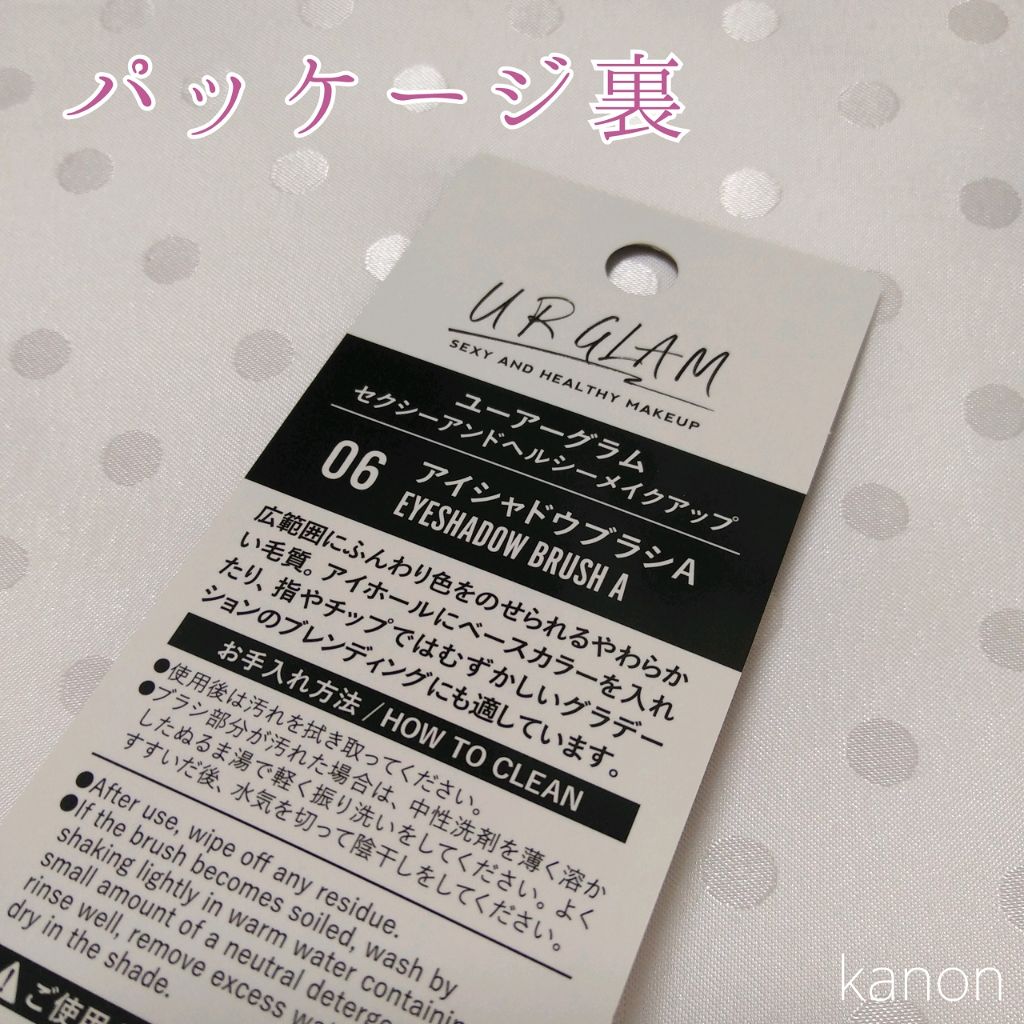 パッケージ裏
UR GLAM
SEXY AND HEALTHY MAKEUP
ユーアーグラム
セクシーアンドヘルシーメイクアップ
06 アイシャドウブラシA
EYESHADOW BRUSH A
広範囲にふんわり色をのせられるやわらか
い毛質。アイホールにベースカラーを入れ
たり、指やチップではむずかしいグラデー
ションのブレンディングにも適しています。
お手入れ方法/HOW TO CLEAN
●使用後は汚れを拭き取ってください。
●ブラシ部分が汚れた場合は、中性洗剤を薄く溶か
したぬるま湯で軽く振り洗いをしてください。よく
すすいだ後、水気を切って陰干しをしてください。
●After use, wipe off any residue.
●If the brush becomes soiled, wash by
shaking lightly in warm water containin
small amount of a neutral deterge
rinse well, remove excess wa
dry in the shade.
ご使用
kanon